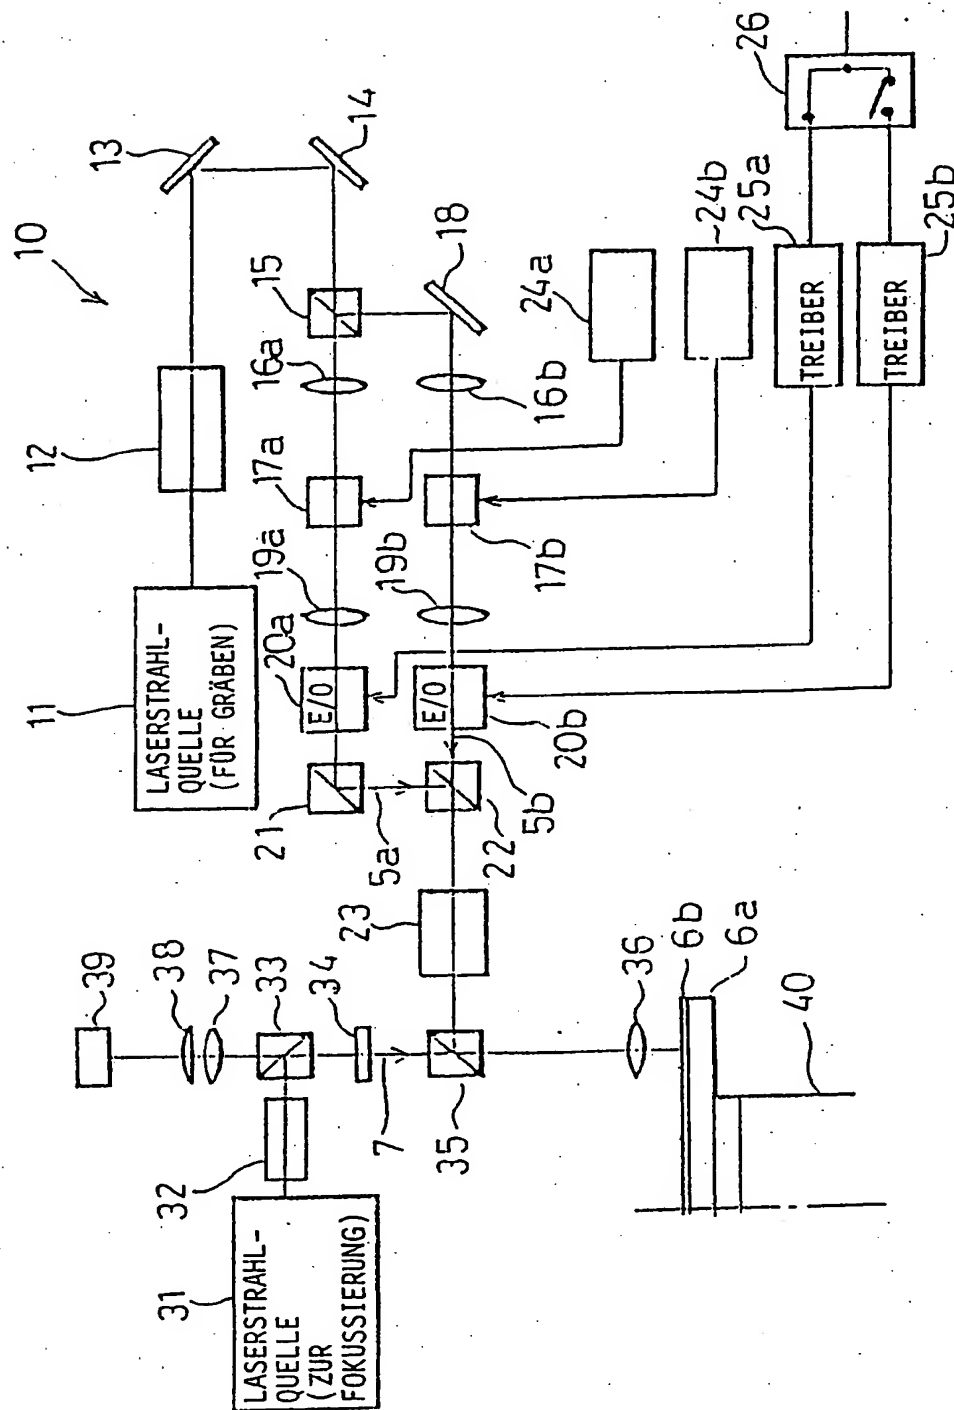 10
11
LASERSTRAHL-
QUELLE
(FÜR GRÄBEN)
12
13
14
15
16a
17a
19a
20a
E/O
21
5a
18
16b
17b
19b
E/O
20b
5b
22
23
24a
24b
25a
TREIBER
25b
TREIBER
26
39
38
37
33
34
7
35
32
31
LASERSTRAHL-
QUELLE
(ZUR
FOKUSSIERUNG)
36
6b
6a
40